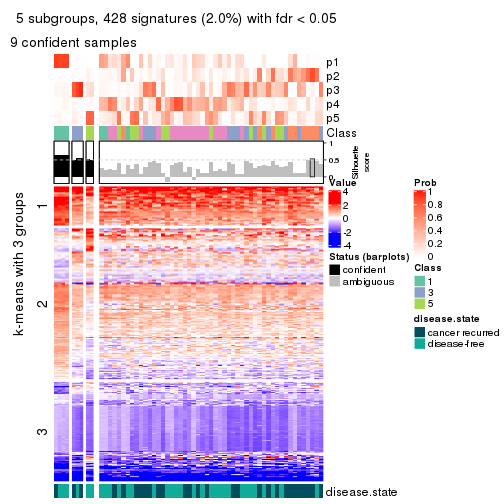 5 subgroups, 428 signatures (2.0%) with fdr < 0.05
9 confident samples
p1
p2
p3
p4
p5
Class
1
0.5
0
Silhouette
score
k-means with 3 groups
1
2
3
disease.state
Value
4
2
0
-2
-4
Status (barplots)
confident
ambiguous
Prob
1
0.8
0.6
0.4
0.2
0
Class
1
3
5
disease.state
cancer recurred
disease-free